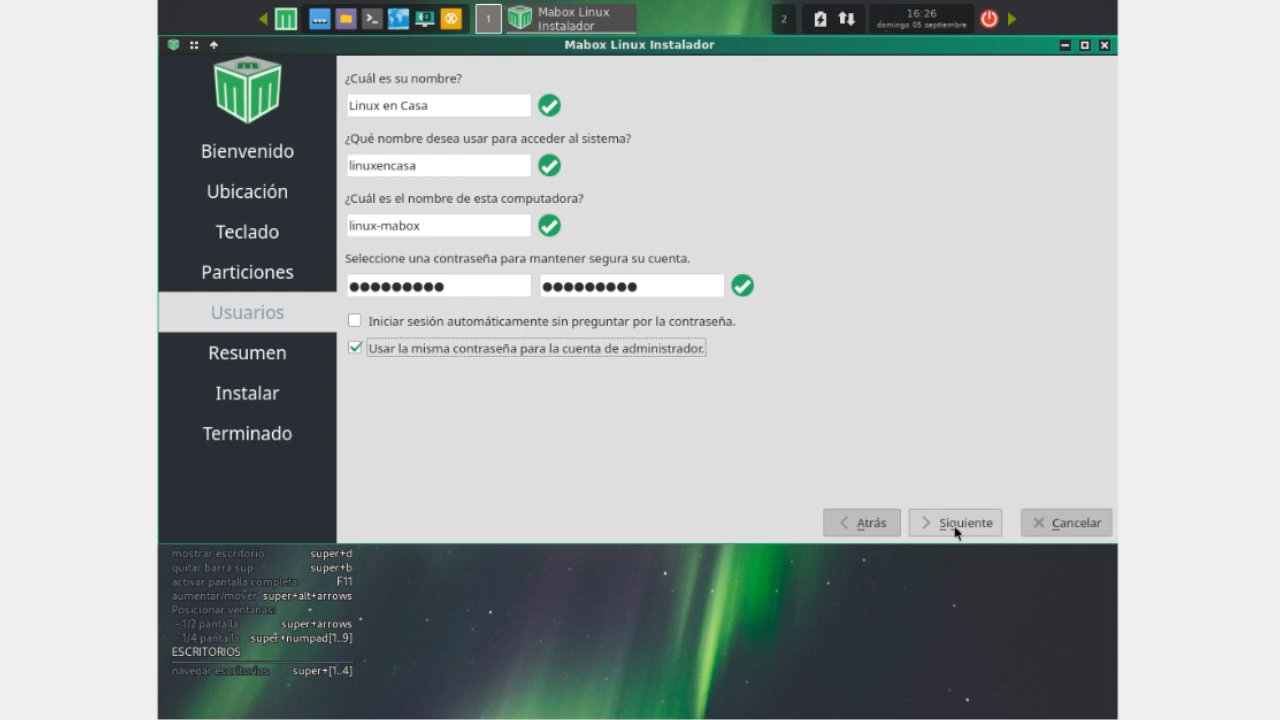 1
Mabox Linux
Instalador
2
16:26
domingo 05 septiembre
Mabox Linux Instalador
Bienvenido
Ubicación
Teclado
Particiones
Usuarios
Resumen
Instalar
Terminado
¿Cuál es su nombre?
Linux en Casa
¿Qué nombre desea usar para acceder al sistema?
linuxencasa
¿Cuál es el nombre de esta computadora?
linux-mabox
Seleccione una contraseña para mantener segura su cuenta.
●●●●●●●●● ●●●●●●●●●
Iniciar sesión automáticamente sin preguntar por la contraseña.
Usar la misma contraseña para la cuenta de administrador.
Atrás Siguiente Cancelar
mostrar escritorio super+d
quitar barra sup super+b
activar pantalla completa F11
aumentar/mover super+alt+arrows
Posicionar ventanas:
- 1/2 pantalla super+arrows
- 1/4 pantalla super+numpad[1..9]
ESCRITORIOS
navegar escritorios super+[1..4]